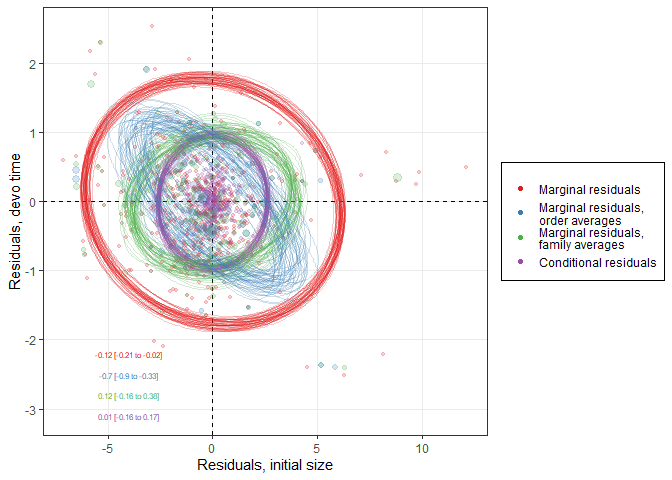 2
1
0
-1
-2
-3
Residuals, devo time
-0.12 [-0.21 to -0.02]
-0.7 [-0.9 to -0.33]
0.12 [-0.16 to 0.38]
0.01 [-0.16 to 0.17]
-5
0
5
10
Residuals, initial size
Marginal residuals
Marginal residuals,
order averages
Marginal residuals,
family averages
Conditional residuals